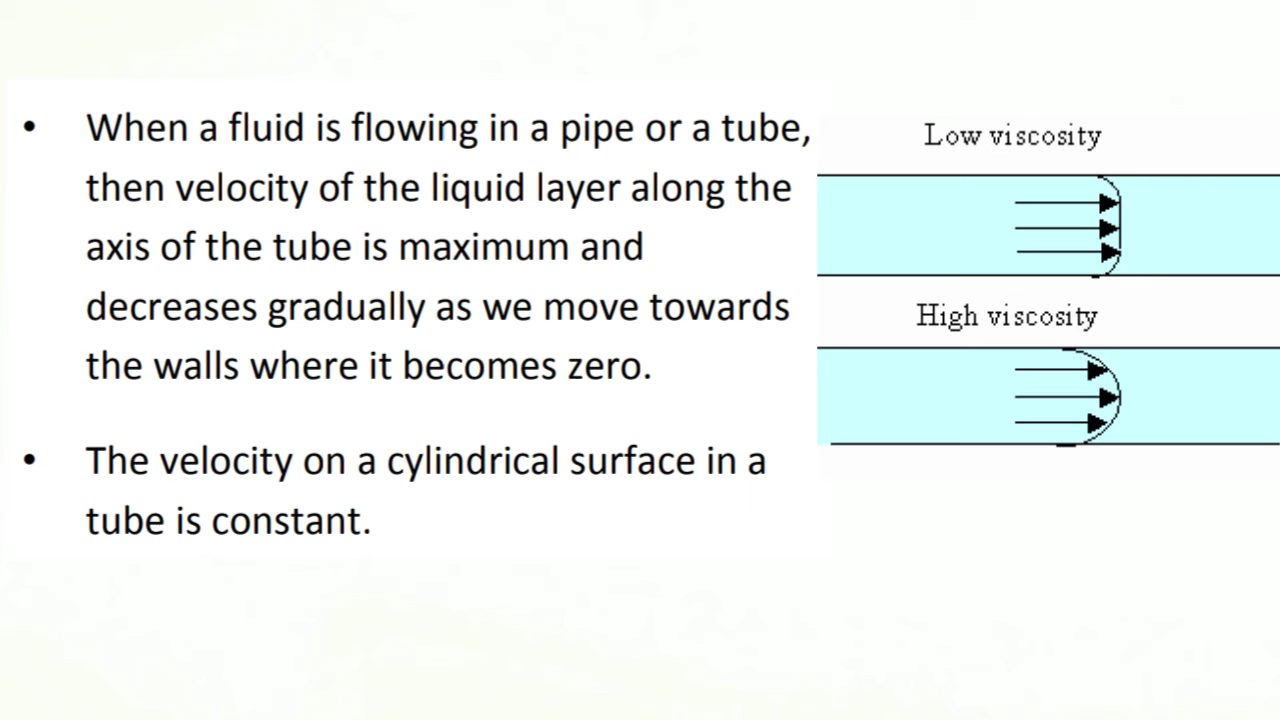 • When a fluid is flowing in a pipe or a tube,
then velocity of the liquid layer along the
axis of the tube is maximum and
decreases gradually as we move towards
the walls where it becomes zero.
• The velocity on a cylindrical surface in a
tube is constant.
Low viscosity
High viscosity